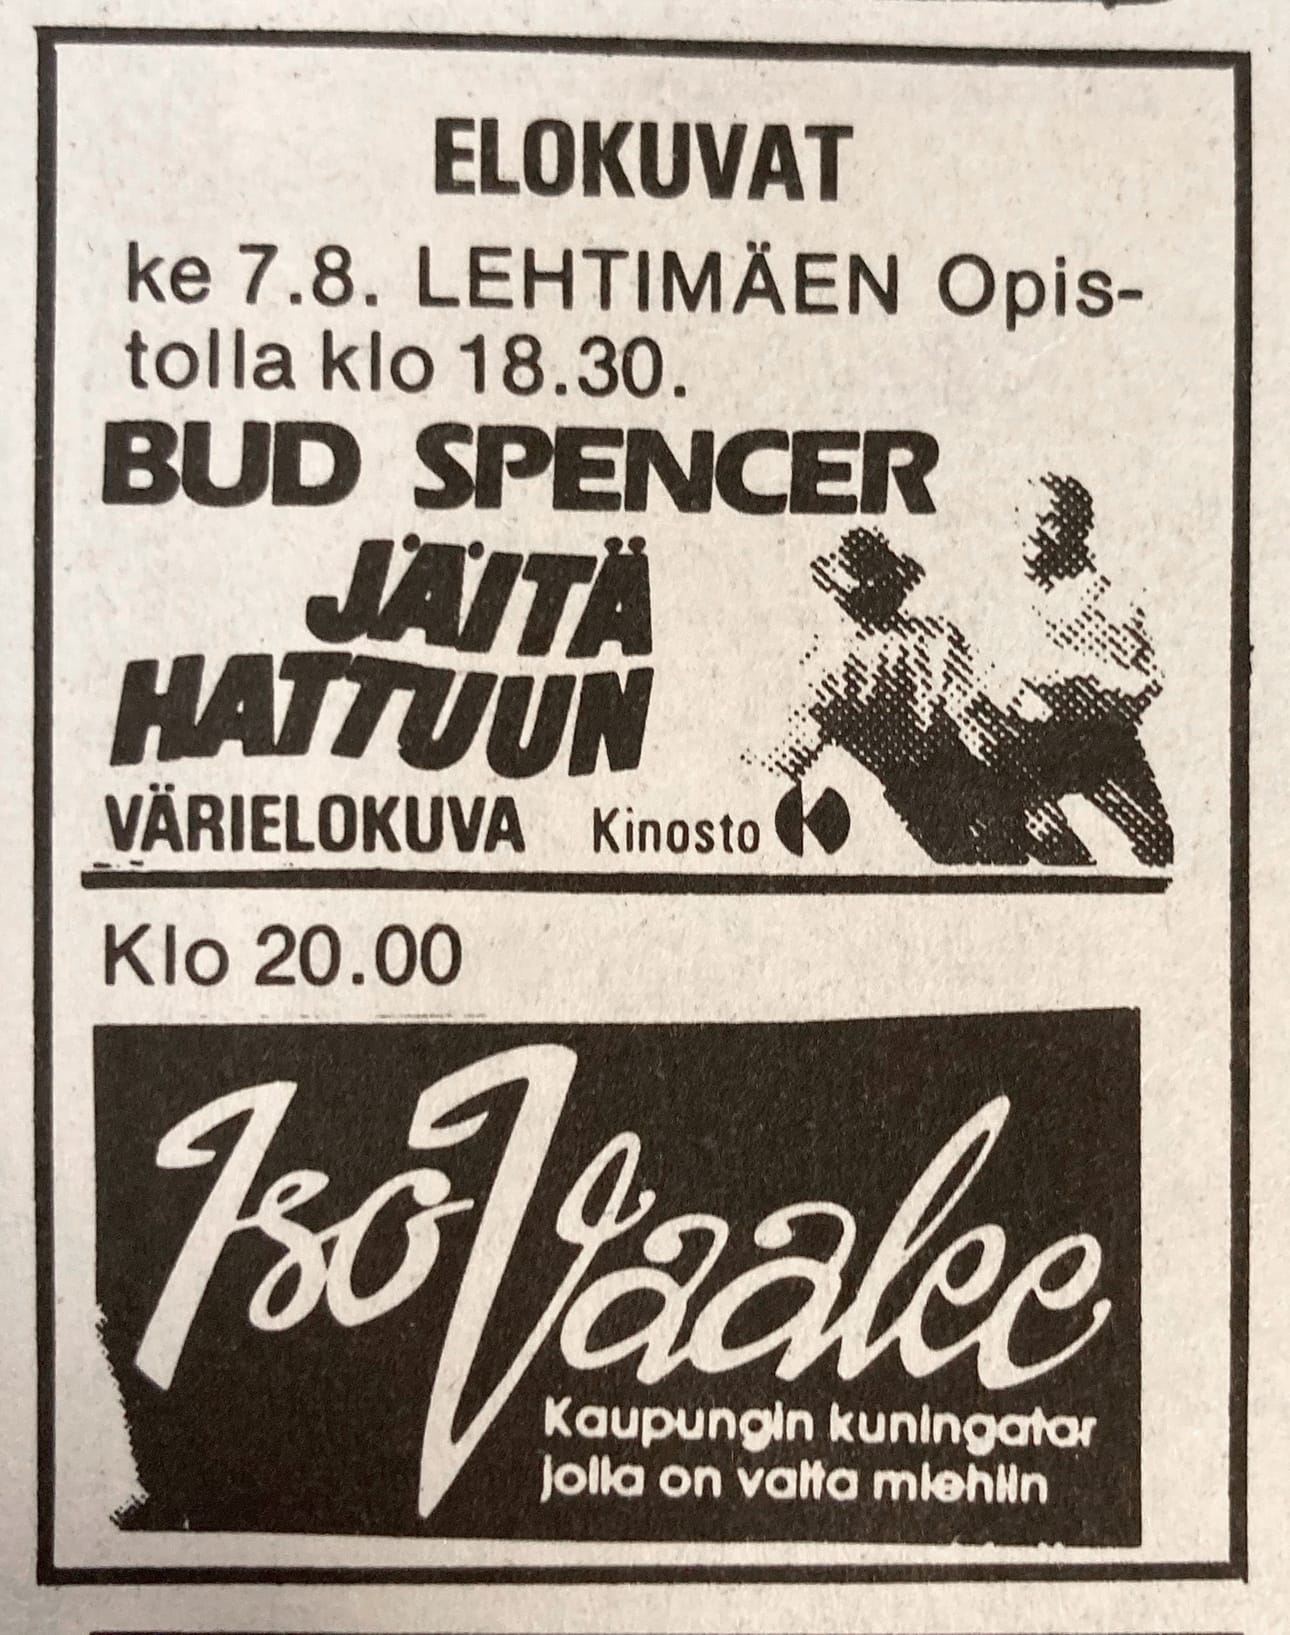 ELOKUVAT
ke 7.8. LEHTIMÄEN Opis-
tolla klo 18.30.
BUD SPENCER
JÄITÄ
HATTUUN
VÄRIELOKUVA Kinosto
Klo 20.00
Iso Vaalee
Kaupungin kuningatar
jolla on valta miehiin